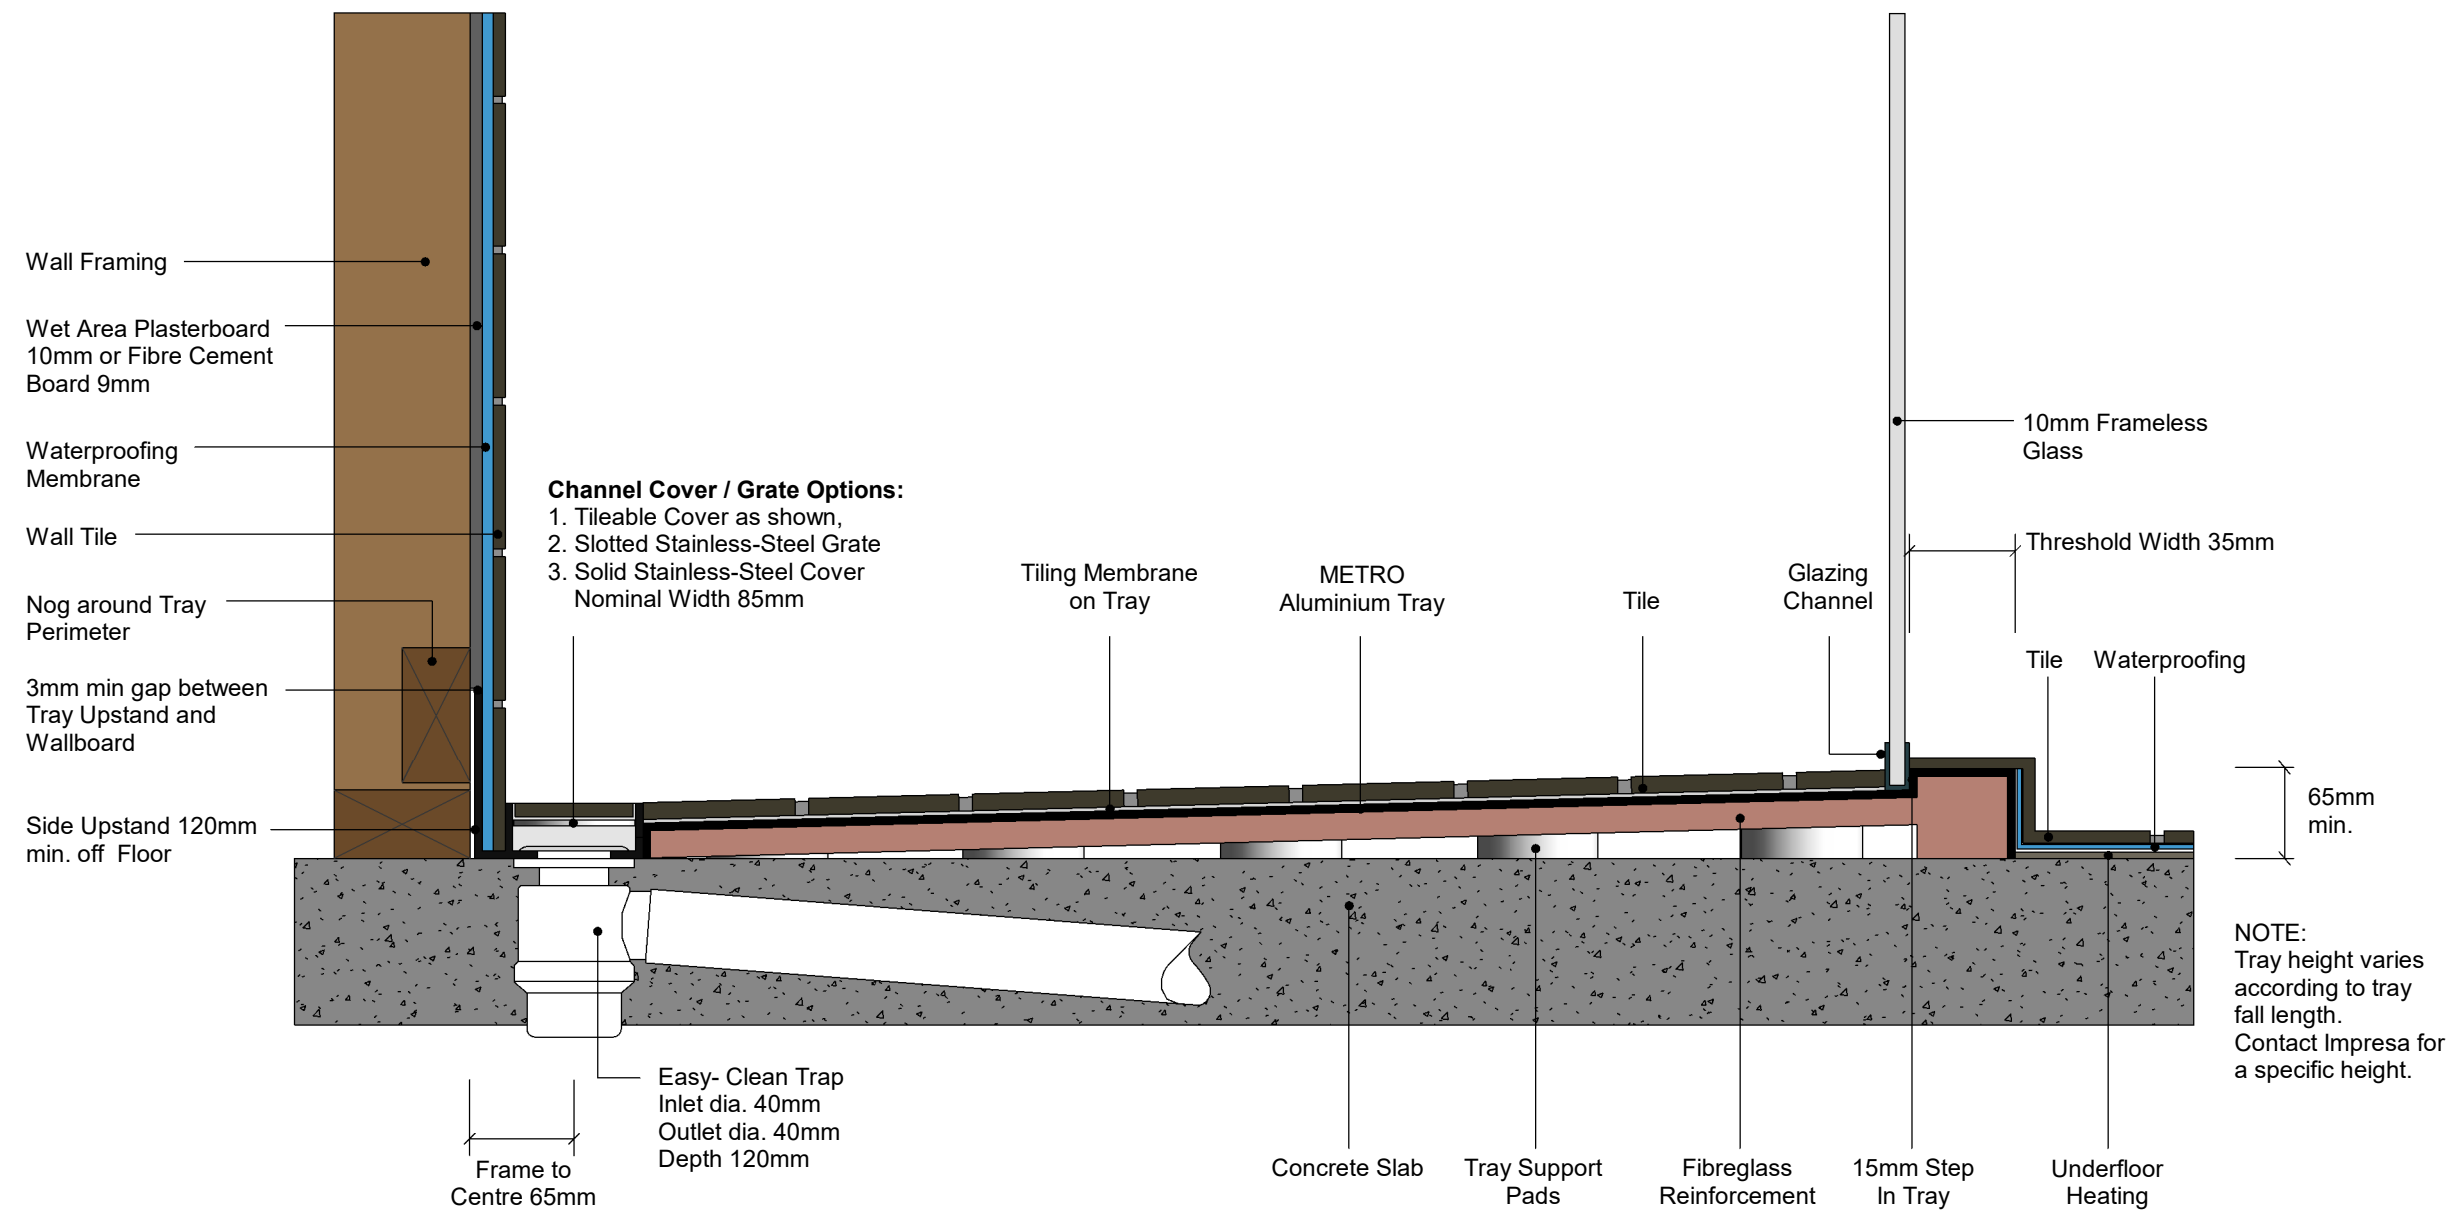 Wall Framing
Wet Area Plasterboard
10mm or Fibre Cement
Board 9mm
Waterproofing
Membrane
Wall Tile
Nog around Tray
Perimeter
3mm min gap between
Tray Upstand and
Wallboard
Side Upstand 120mm
min. off  Floor
Channel Cover / Grate Options:
1. Tileable Cover as shown,
2. Slotted Stainless-Steel Grate
3. Solid Stainless-Steel Cover
Nominal Width 85mm
Tiling Membrane
on Tray
METRO
Aluminium Tray
Tile
Glazing
Channel
10mm Frameless
Glass
Threshold Width 35mm
Tile
Waterproofing
65mm
min.
NOTE:
Tray height varies
according to tray
fall length.
Contact Impresa for
a specific height.
Easy- Clean Trap
Inlet dia. 40mm
Outlet dia. 40mm
Depth 120mm
Frame to
Centre 65mm
Concrete Slab
Tray Support
Pads
Fibreglass
Reinforcement
15mm Step
In Tray
Underfloor
Heating